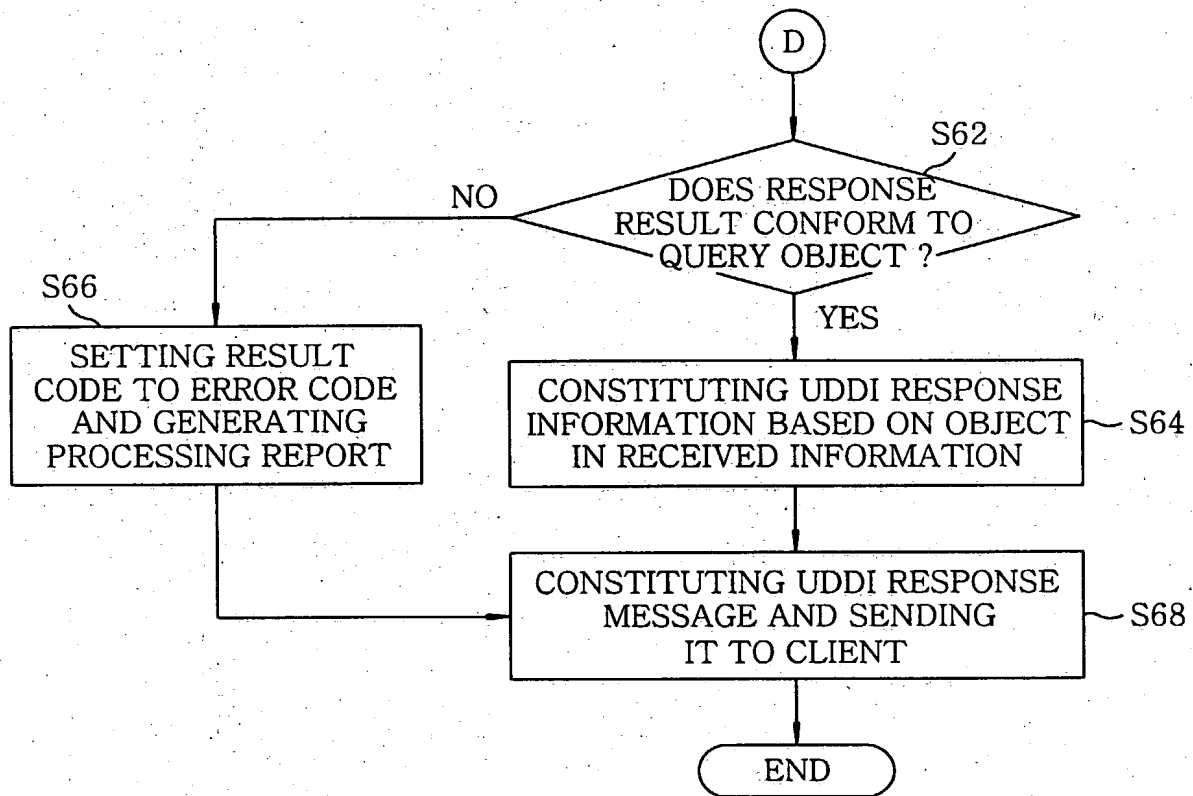 D
S62
DOES RESPONSE
RESULT CONFORM TO
QUERY OBJECT ?
NO
YES
S66
SETTING RESULT
CODE TO ERROR CODE
AND GENERATING
PROCESSING REPORT
CONSTITUTING UDDI RESPONSE
INFORMATION BASED ON OBJECT
IN RECEIVED INFORMATION
S64
CONSTITUTING UDDI RESPONSE
MESSAGE AND SENDING
IT TO CLIENT
S68
END